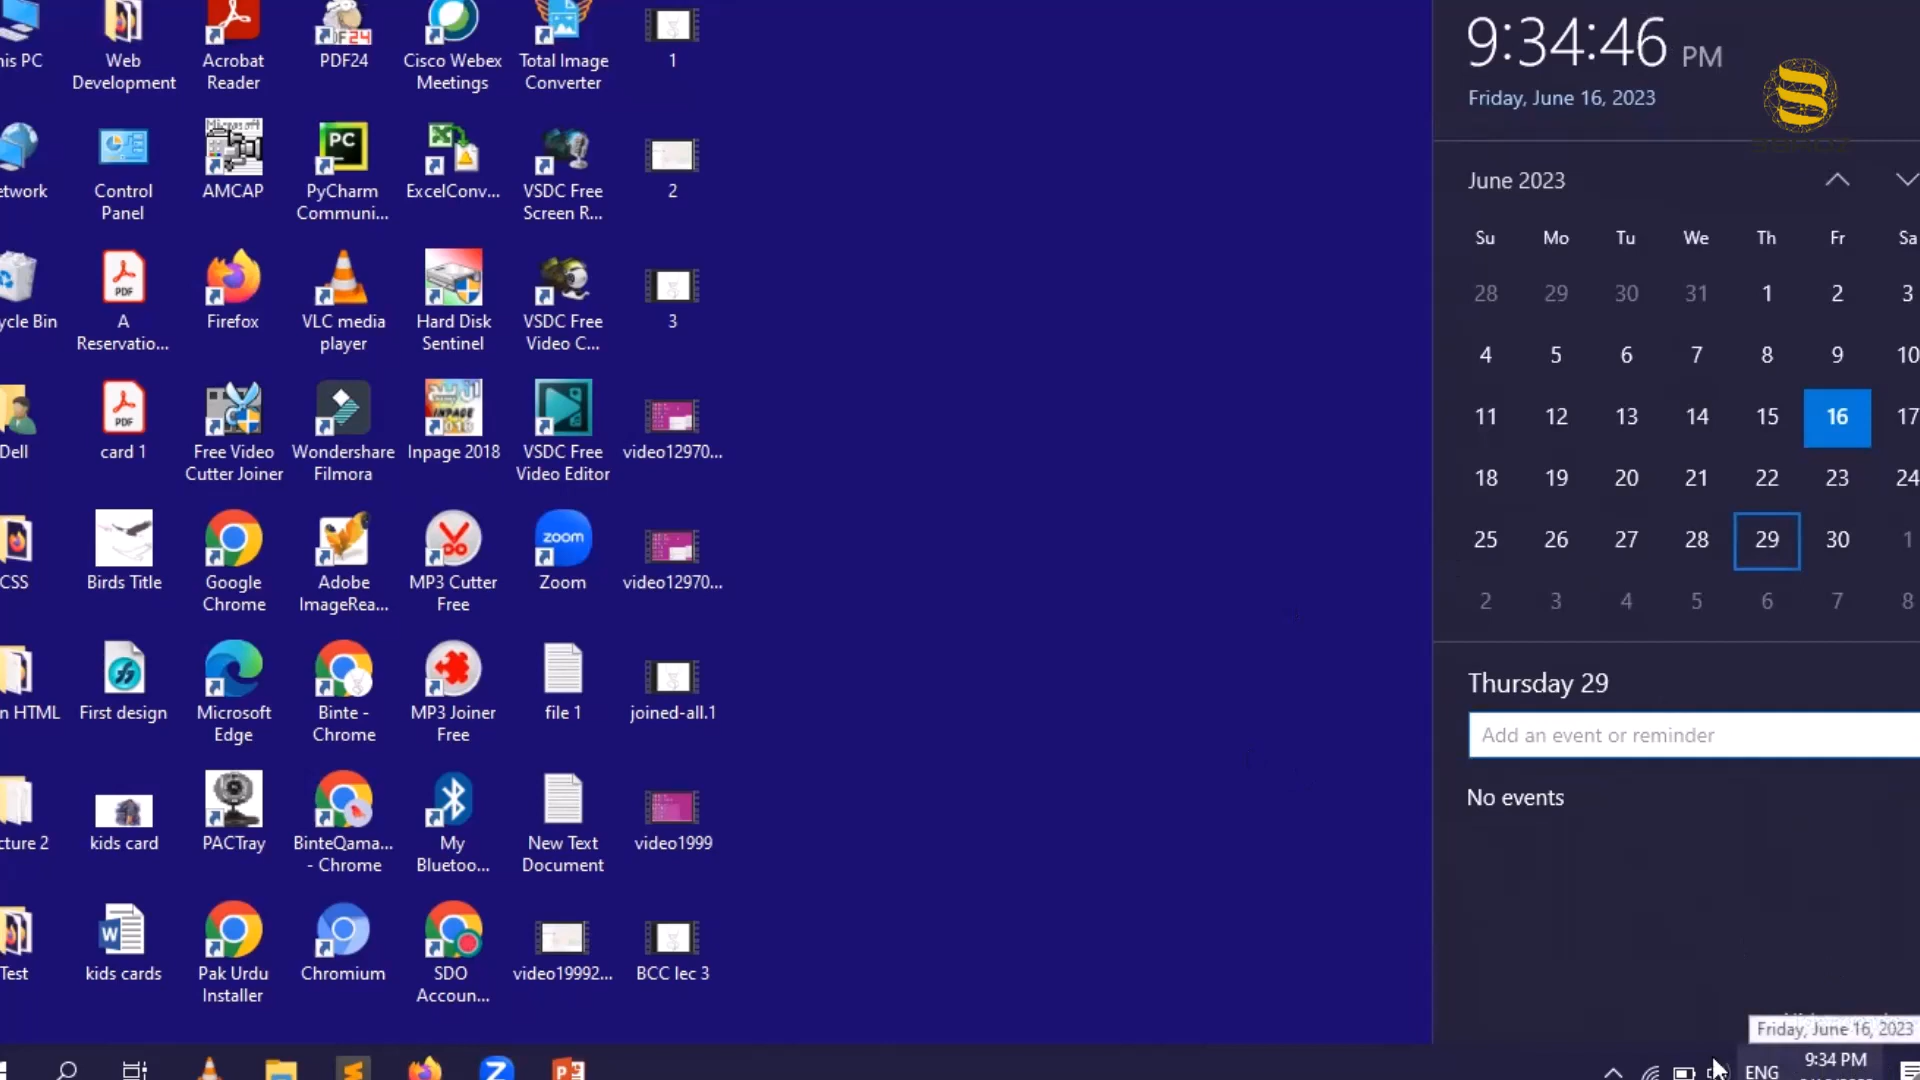 his PC
Web
Development
Acrobat
Reader
PDF24
Cisco Webex
Meetings
Total Image
Converter
1
etwork
Control
Panel
AMCAP
PyCharm
Communi...
ExcelConv...
VSDC Free
Screen R...
2
ycle Bin
A
Reservatio...
Firefox
VLC media
player
Hard Disk
Sentinel
VSDC Free
Video C...
3
Dell
card 1
Free Video
Cutter Joiner
Wondershare
Filmora
Inpage 2018
VSDC Free
Video Editor
video12970...
CSS
Birds Title
Google
Chrome
Adobe
ImageRea...
MP3 Cutter
Free
zoom
Zoom
video12970...
n HTML
First design
Microsoft
Edge
Binte -
Chrome
MP3 Joiner
Free
file 1
joined-all.1
cture 2
kids card
PACTray
BinteQama...
- Chrome
My
Bluetoo...
New Text
Document
video1999
Test
kids cards
Pak Urdu
Installer
Chromium
SDO
Accoun...
video19992...
BCC lec 3
9:34:46 PM
Friday, June 16, 2023
June 2023
Su Mo Tu We Th Fr Sa
28 29 30 31 1 2 3
4 5 6 7 8 9 10
11 12 13 14 15 16 17
18 19 20 21 22 23 24
25 26 27 28 29 30 1
2 3 4 5 6 7 8
Thursday 29
Add an event or reminder
No events
Friday, June 16, 2023
ENG
9:34 PM